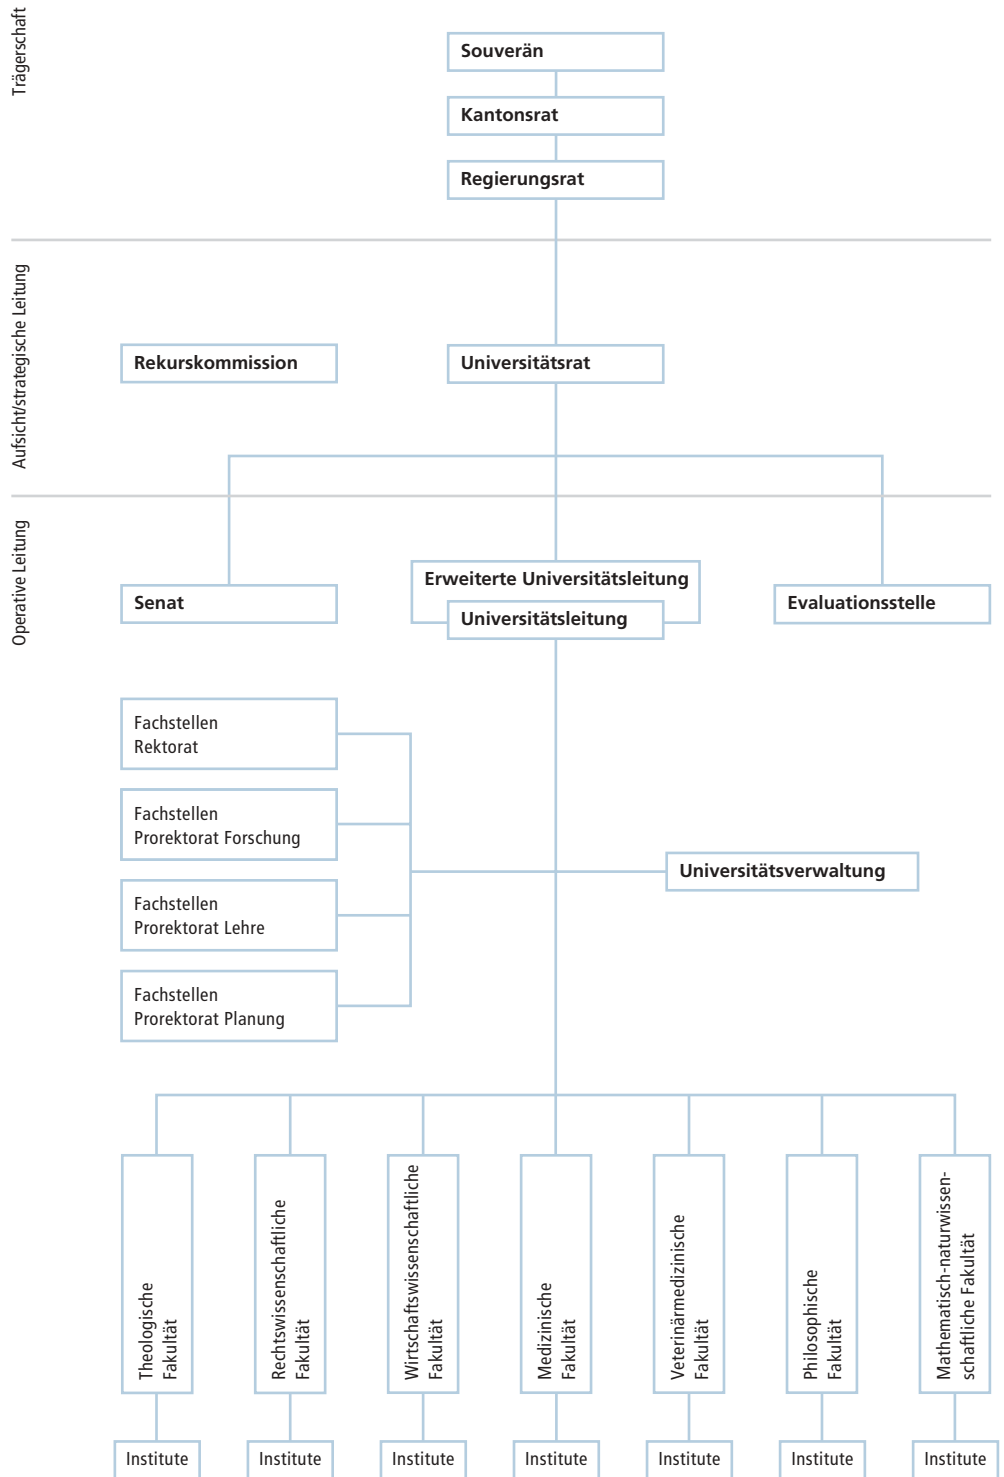 Trägerschaft
Souverän
Kantonsrat
Regierungsrat
Aufsicht/strategische Leitung
Rekurskommission
Universitätsrat
Operative Leitung
Erweiterte Universitätsleitung
Senat
Universitätsleitung
Evaluationsstelle
Fachstellen
Rektorat
Fachstellen
Prorektorat Forschung
Universitätsverwaltung
Fachstellen
Prorektorat Lehre
Fachstellen
Prorektorat Planung
Theologische
Fakultät
Rechtswissenschaftliche
Fakultät
Wirtschaftswissenschaftliche
Fakultät
Medizinische
Fakultät
Veterinärmedizinische
Fakultät
Philosophische
Fakultät
Mathematisch-naturwissen-
schaftliche Fakultät
Institute
Institute
Institute
Institute
Institute
Institute
Institute